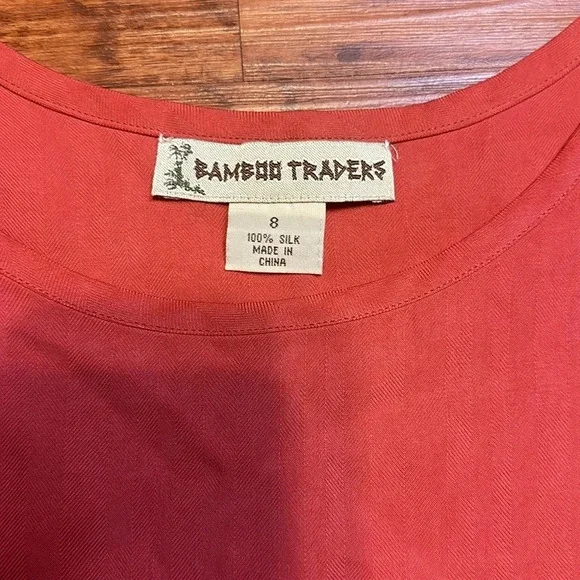 BAMBOO TRADERS
8
100% SILK
MADE IN
CHINA